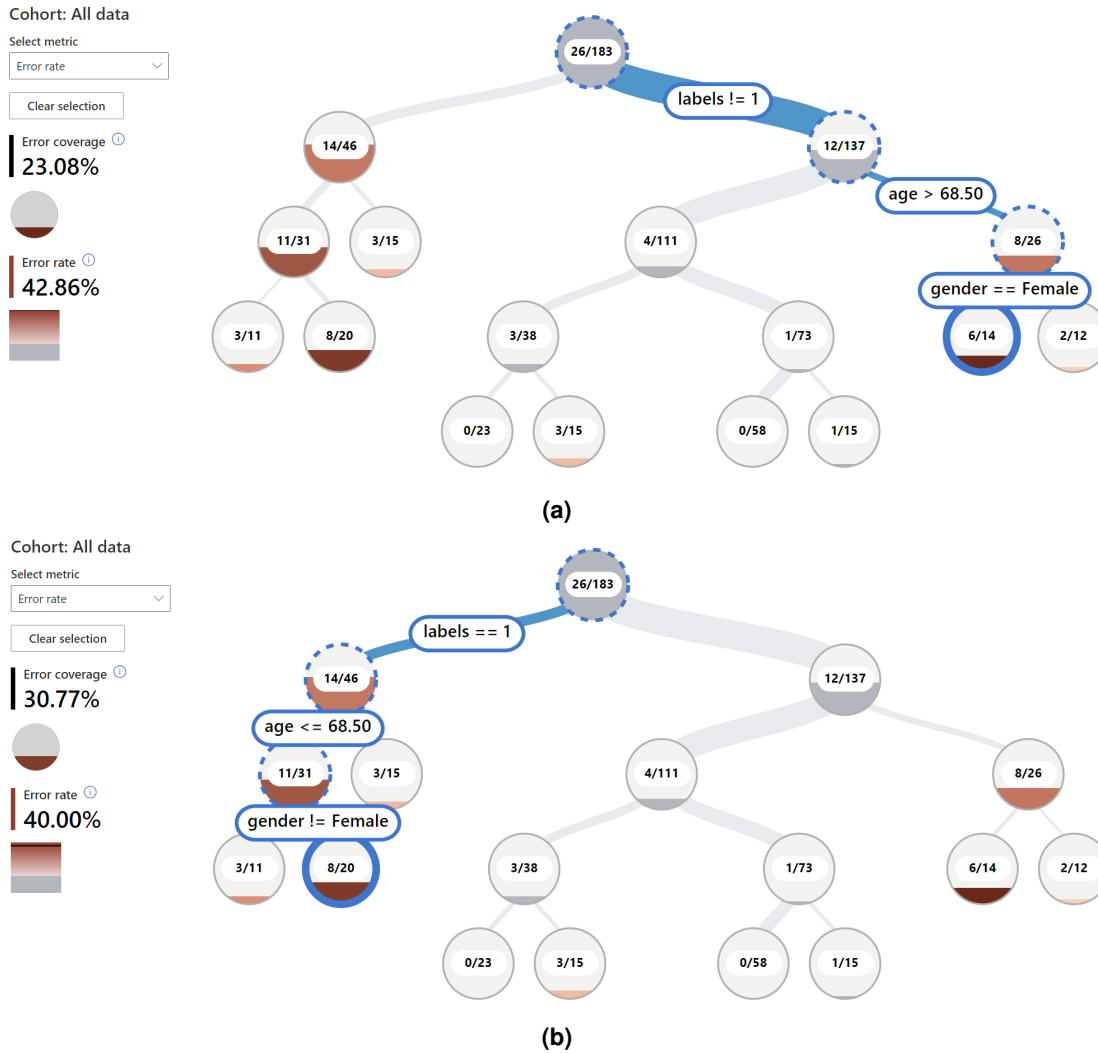 Cohort: All data
Select metric
Error rate
Clear selection
Error coverage ⓘ
23.08%
Error rate ⓘ
42.86%
26/183
labels != 1
14/46
12/137
age > 68.50
11/31
3/15
4/111
8/26
gender == Female
3/11
8/20
3/38
1/73
6/14
2/12
0/23
3/15
0/58
1/15
(a)
Cohort: All data
Select metric
Error rate
Clear selection
Error coverage ⓘ
30.77%
Error rate ⓘ
40.00%
26/183
labels == 1
14/46
12/137
age <= 68.50
11/31
3/15
4/111
8/26
gender != Female
3/11
8/20
3/38
1/73
6/14
2/12
0/23
3/15
0/58
1/15
(b)